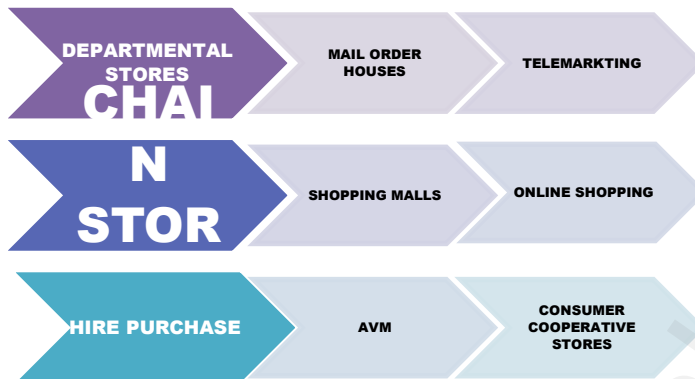 DEPARTMENTAL
STORES
MAIL ORDER
HOUSES
TELEMARKTING
CHAI
N
STOR
SHOPPING MALLS
ONLINE SHOPPING
HIRE PURCHASE
AVM
CONSUMER
COOPERATIVE
STORES